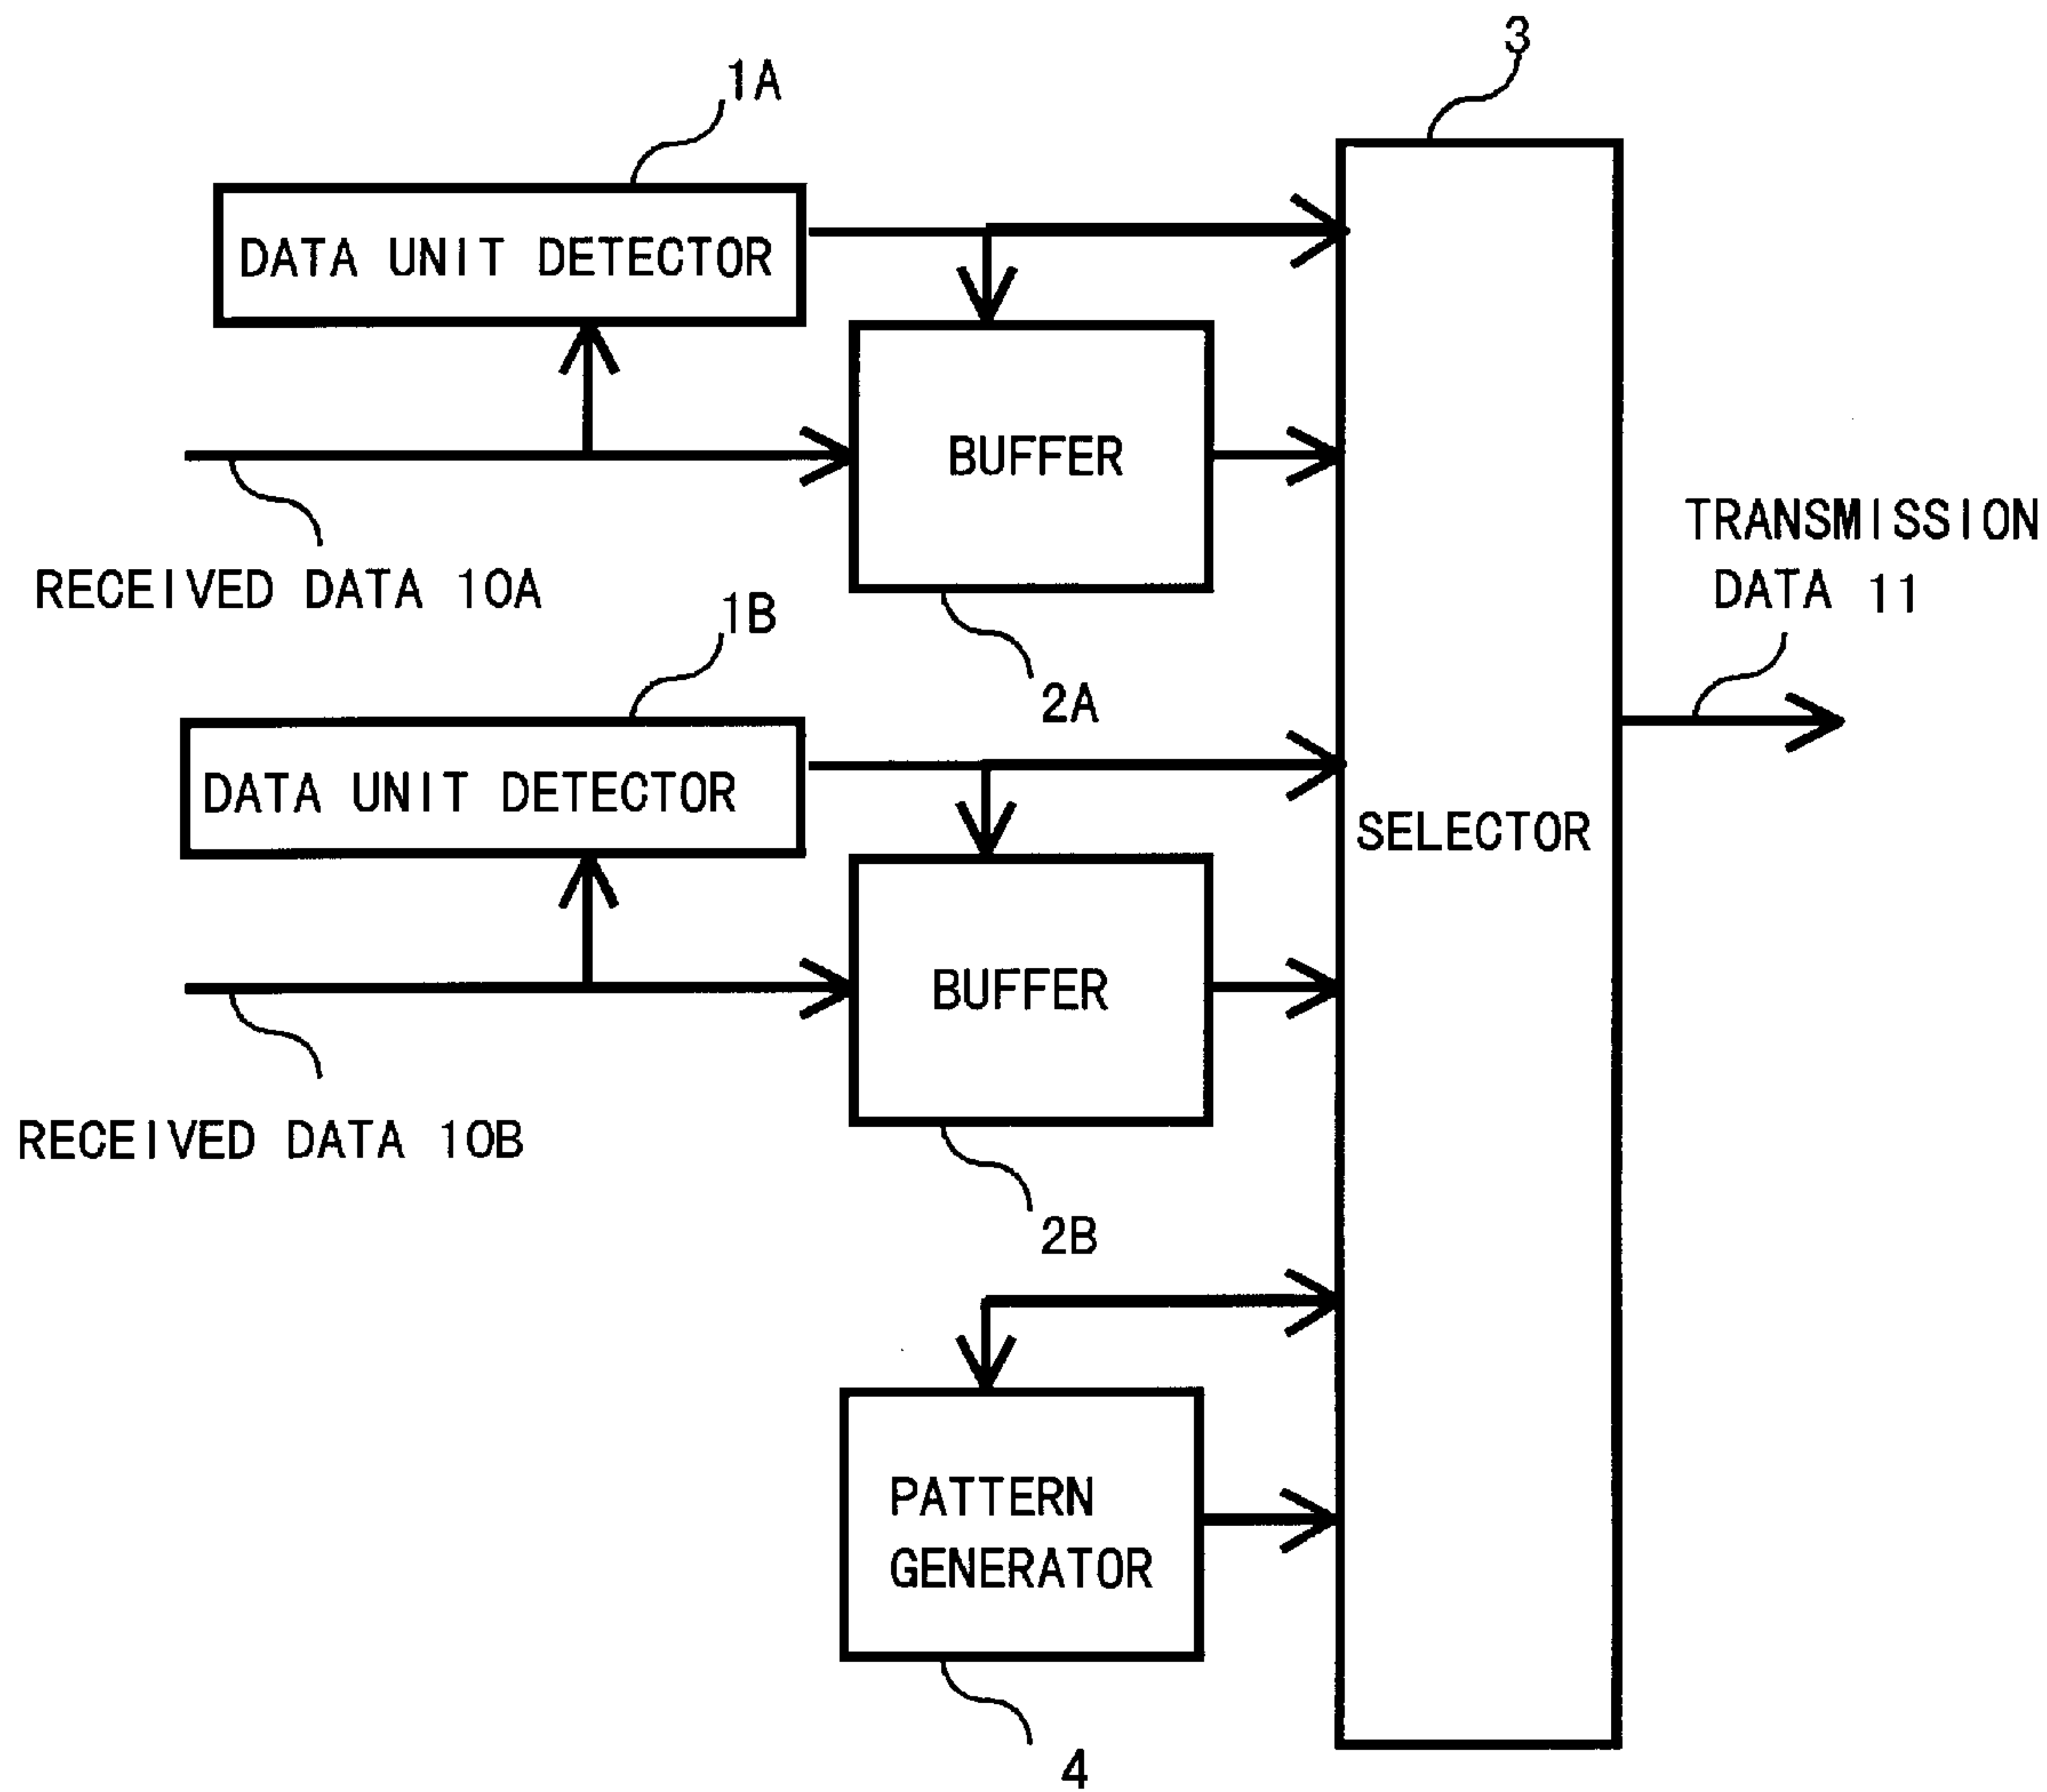 3
1A
DATA UNIT DETECTOR
BUFFER
TRANSMISSION
DATA 11
RECEIVED DATA 10A
1B
2A
DATA UNIT DETECTOR
SELECTOR
BUFFER
RECEIVED DATA 10B
2B
PATTERN
GENERATOR
4